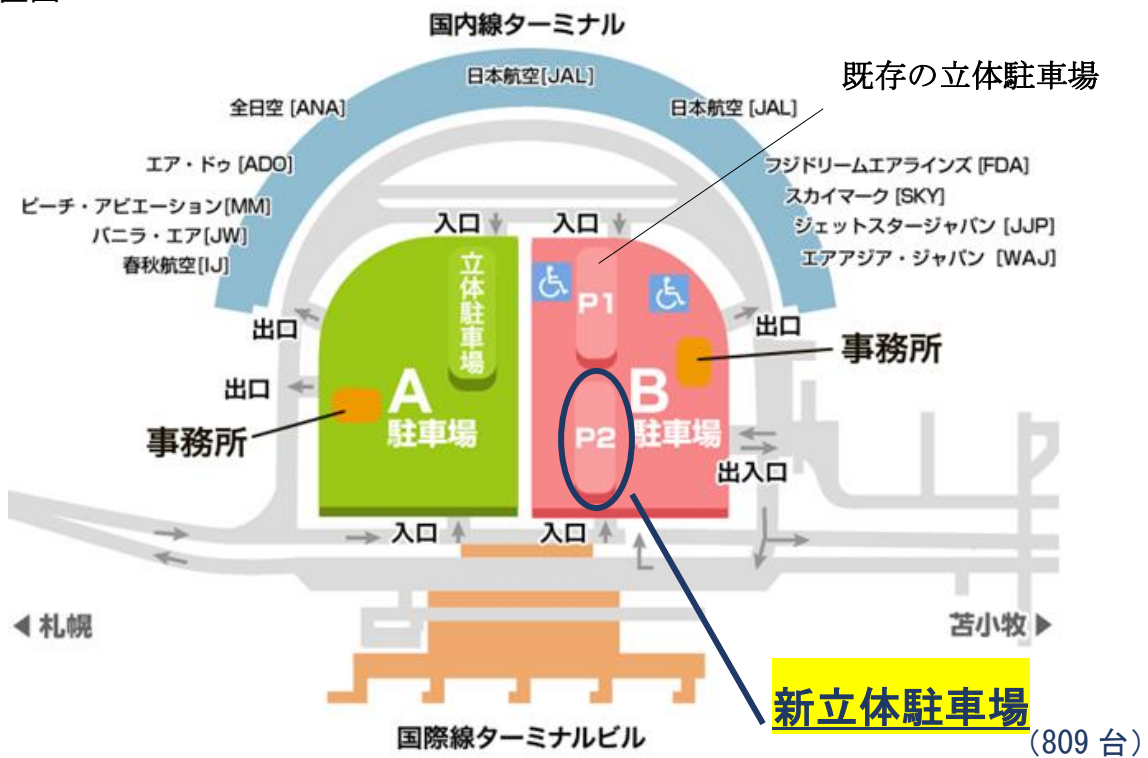 国内線ターミナル
日本航空[JAL]
既存の立体駐車場
全日空 [ANA]
日本航空 [JAL]
エア・ドゥ [ADO]
フジドリームエアラインズ [FDA]
ピーチ・アビエーション[MM]
スカイマーク [SKY]
バニラ・エア[JW]
ジェットスタージャパン [JJP]
春秋航空[IJ]
エアアジア・ジャパン [WAJ]
入口
入口
立体駐車場
P1
出口
出口
事務所
出口
A
駐車場
B
駐車場
事務所
P2
出入口
入口
入口
札幌
苫小牧
新立体駐車場
(809 台)
国際線ターミナルビル